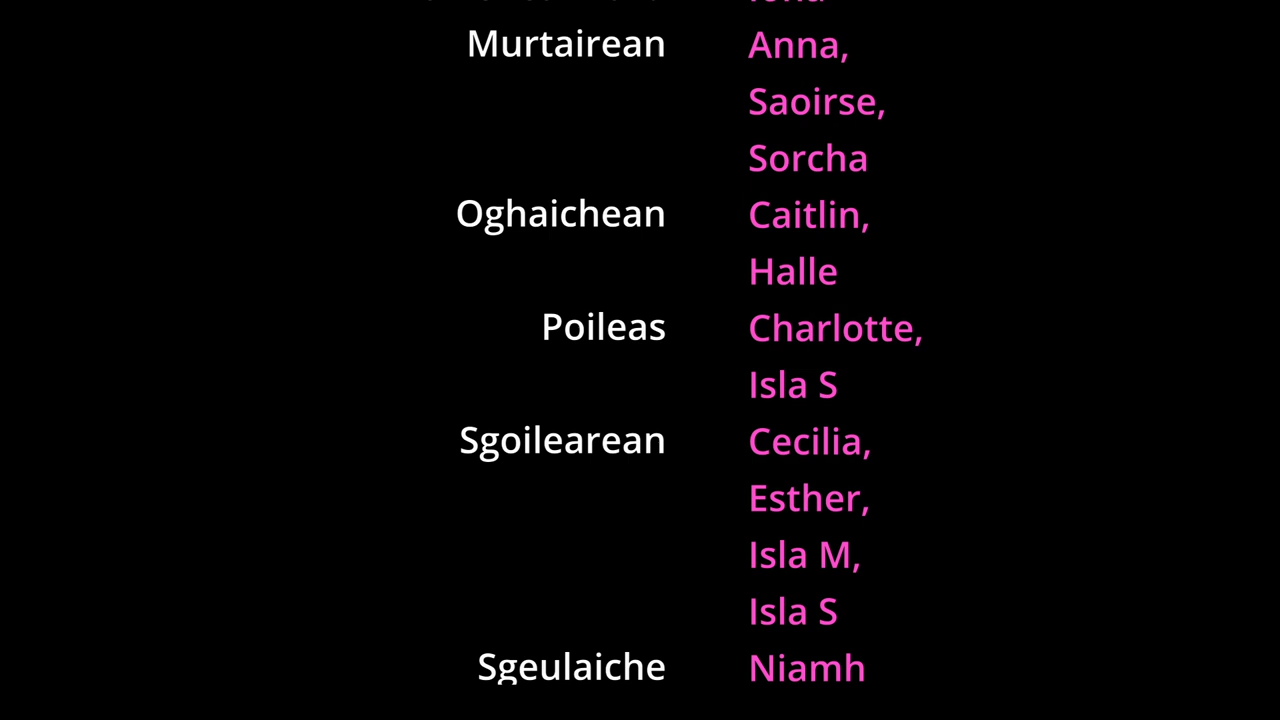 Murtairean Anna,
Saoirse,
Sorcha
Oghaichean Caitlin,
Halle
Poileas Charlotte,
Isla S
Sgoilearean Cecilia,
Esther,
Isla M,
Isla S
Sgeulaiche Niamh